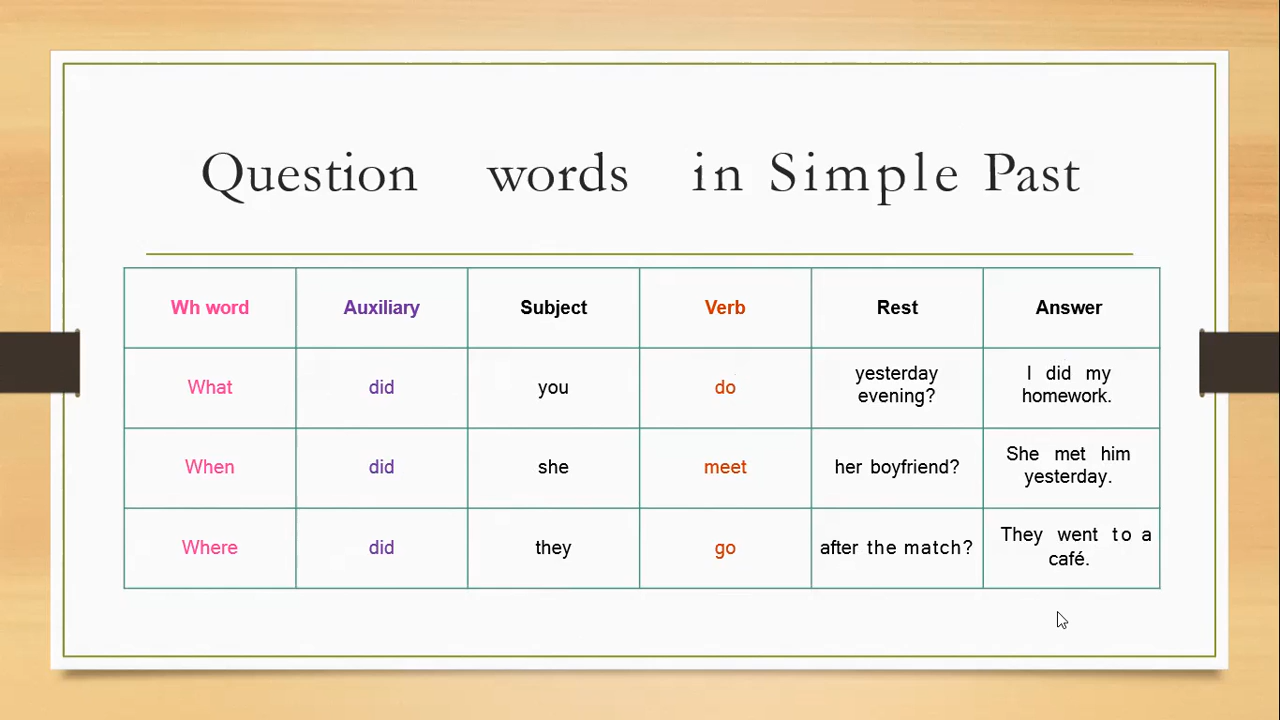 Question words in Simple Past
Wh word Auxiliary Subject Verb Rest Answer
What did you do yesterday evening? I did my homework.
When did she meet her boyfriend? She met him yesterday.
Where did they go after the match? They went to a café.